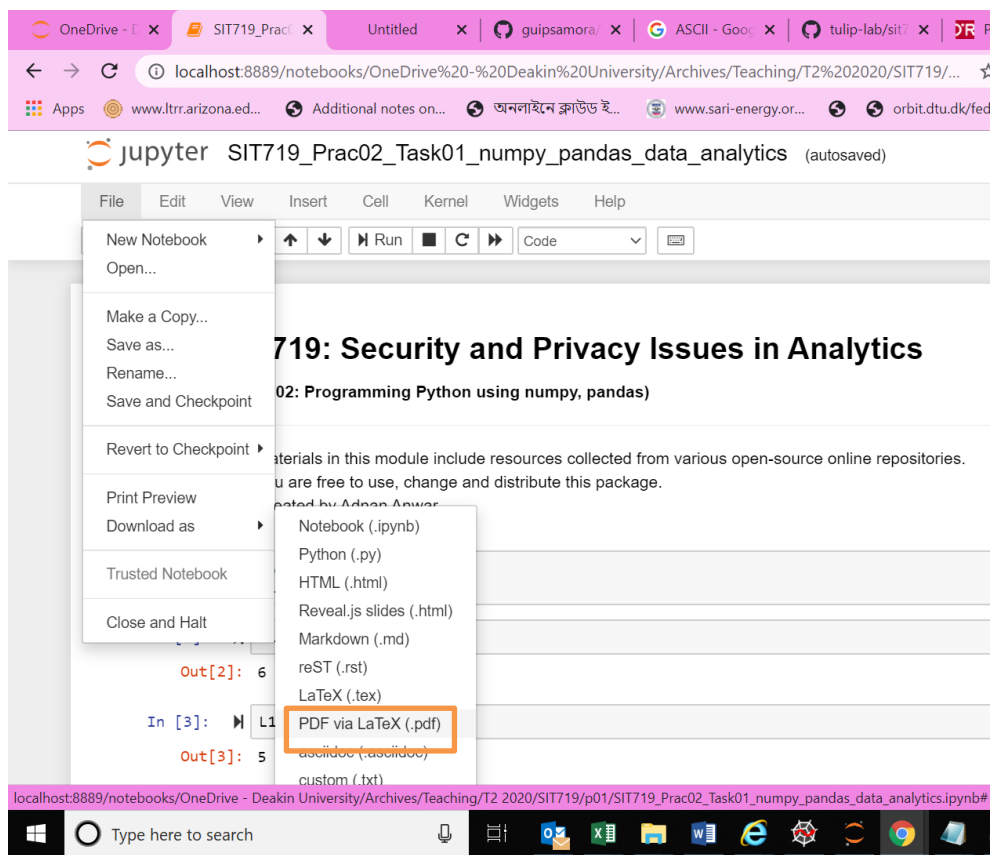 OneDrive - D
SIT719_Prac
Untitled
guipsamora/
ASCII - Goog
tulip-lab/sit7
localhost:8889/notebooks/OneDrive%20-%20Deakin%20University/Archives/Teaching/T2%202020/SIT719/...
Apps
www.ltrr.arizona.ed...
Additional notes on...
অনলাইনে ক্লাউড ই...
www.sari-energy.or...
orbit.dtu.dk/fed
jupyter SIT719_Prac02_Task01_numpy_pandas_data_analytics (autosaved)
File Edit View Insert Cell Kernel Widgets Help
Run
Code
New Notebook
Open...
Make a Copy...
Save as...
Rename...
Save and Checkpoint
Revert to Checkpoint
Print Preview
Download as
Trusted Notebook
Close and Halt
719: Security and Privacy Issues in Analytics
02: Programming Python using numpy, pandas)
aterials in this module include resources collected from various open-source online repositories.
u are free to use, change and distribute this package.
eated by Adnan Anwar
Notebook (.ipynb)
Python (.py)
HTML (.html)
Reveal.js slides (.html)
Markdown (.md)
reST (.rst)
LaTeX (.tex)
PDF via LaTeX (.pdf)
asciidoc (.asciidoc)
custom (.txt)
Out[2]: 6
In [3]: L1
Out[3]: 5
localhost:8889/notebooks/OneDrive - Deakin University/Archives/Teaching/T2 2020/SIT719/p01/SIT719_Prac02_Task01_numpy_pandas_data_analytics.ipynb#
Type here to search